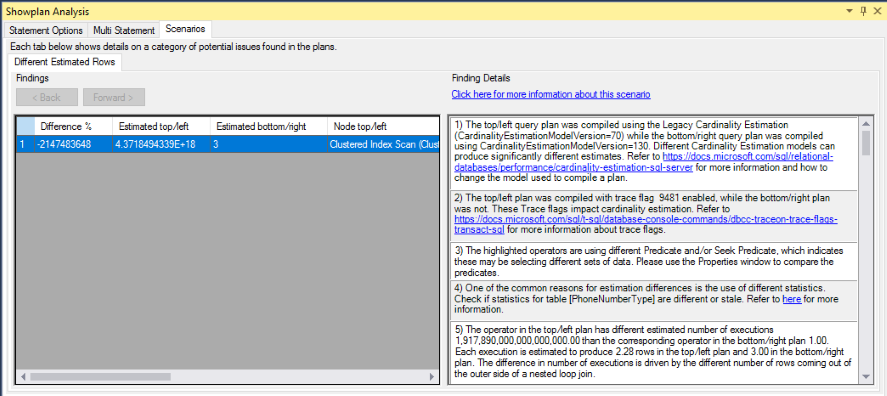 Showplan Analysis
Statement Options Multi Statement Scenarios
Each tab below shows details on a category of potential issues found in the plans.
Different Estimated Rows
Findings
< Back Forward >
Difference % Estimated top/left Estimated bottom/right Node top/left
1 -2147483648 4.3718494339E+18 3 Clustered Index Scan (Clus
Finding Details
Click here for more information about this scenario
1) The top/left query plan was compiled using the Legacy Cardinality Estimation
(CardinalityEstimationModelVersion=70) while the bottom/right query plan was compiled
using CardinalityEstimationModelVersion=130. Different Cardinality Estimation models can
produce significantly different estimates. Refer to https://docs.microsoft.com/sql/relational-
databases/performance/cardinality-estimation-sql-server for more information and how to
change the model used to compile a plan.
2) The top/left plan was compiled with trace flag 9481 enabled, while the bottom/right plan
was not. These Trace flags impact cardinality estimation. Refer to
https://docs.microsoft.com/sql/t-sql/database-console-commands/dbcc-traceon-trace-flags-
transact-sql for more information about trace flags.
3) The highlighted operators are using different Predicate and/or Seek Predicate, which indicates
these may be selecting different sets of data. Please use the Properties window to compare the
predicates.
4) One of the common reasons for estimation differences is the use of different statistics.
Check if statistics for table [PhoneNumberType] are different or stale. Refer to here for more
information.
5) The operator in the top/left plan has different estimated number of executions
1,917,890,000,000,000,000.00 than the corresponding operator in the bottom/right plan 1.00.
Each execution is estimated to produce 2.28 rows in the top/left plan and 3.00 in the bottom/right
plan. The difference in number of executions is driven by the different number of rows coming out of
the outer side of a nested loop join.